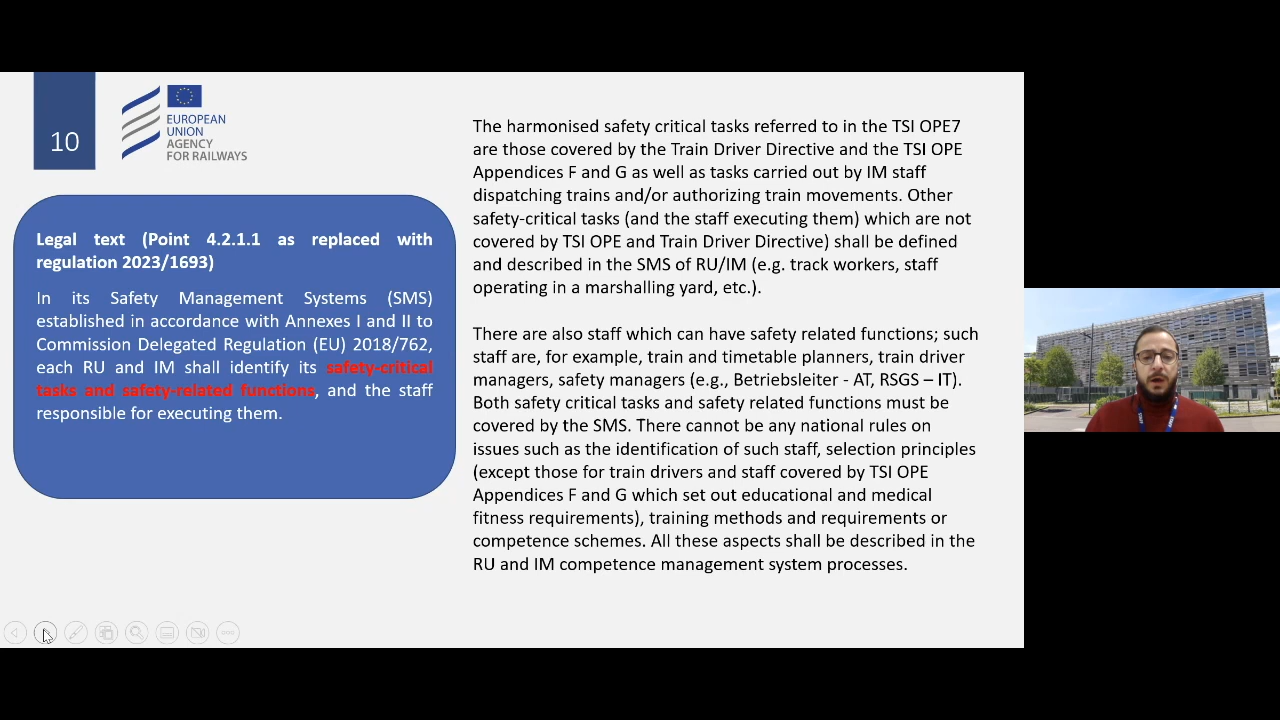 10
EUROPEAN
UNION
AGENCY
FOR RAILWAYS
Legal text (Point 4.2.1.1 as replaced with
regulation 2023/1693)
In its Safety Management Systems (SMS)
established in accordance with Annexes I and II to
Commission Delegated Regulation (EU) 2018/762,
each RU and IM shall identify its safety-critical
tasks and safety-related functions, and the staff
responsible for executing them.
The harmonised safety critical tasks referred to in the TSI OPE7
are those covered by the Train Driver Directive and the TSI OPE
Appendices F and G as well as tasks carried out by IM staff
dispatching trains and/or authorizing train movements. Other
safety-critical tasks (and the staff executing them) which are not
covered by TSI OPE and Train Driver Directive) shall be defined
and described in the SMS of RU/IM (e.g. track workers, staff
operating in a marshalling yard, etc.).
There are also staff which can have safety related functions; such
staff are, for example, train and timetable planners, train driver
managers, safety managers (e.g., Betriebsleiter - AT, RSGS – IT).
Both safety critical tasks and safety related functions must be
covered by the SMS. There cannot be any national rules on
issues such as the identification of such staff, selection principles
(except those for train drivers and staff covered by TSI OPE
Appendices F and G which set out educational and medical
fitness requirements), training methods and requirements or
competence schemes. All these aspects shall be described in the
RU and IM competence management system processes.